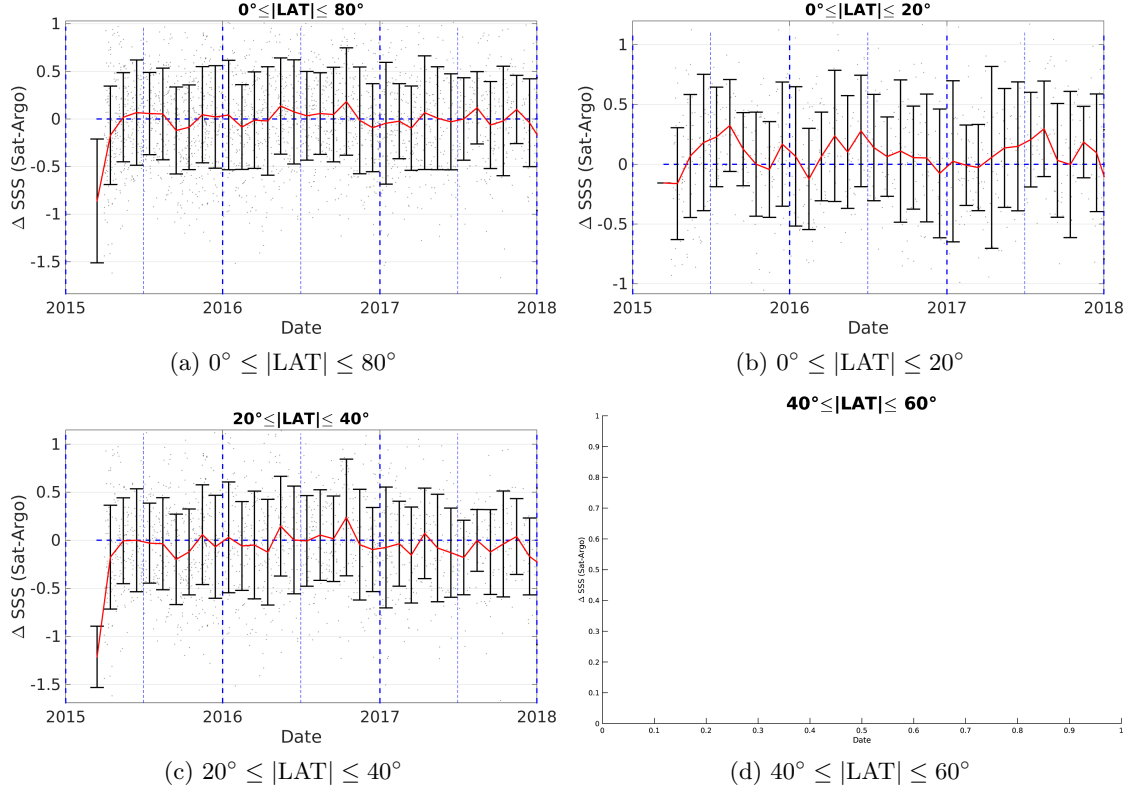 0°≤|LAT|≤ 80°
1
0.5
0
-0.5
-1
-1.5
Δ SSS (Sat-Argo)
2015 2016 2017 2018
Date
(a) 0° ≤ |LAT| ≤ 80°
0°≤|LAT|≤ 20°
1
0.5
0
-0.5
-1
Δ SSS (Sat-Argo)
2015 2016 2017 2018
Date
(b) 0° ≤ |LAT| ≤ 20°
20°≤|LAT|≤ 40°
1
0.5
0
-0.5
-1
-1.5
Δ SSS (Sat-Argo)
2015 2016 2017 2018
Date
(c) 20° ≤ |LAT| ≤ 40°
40°≤|LAT|≤ 60°
1
0.9
0.8
0.7
0.6
0.5
0.4
0.3
0.2
0.1
0
Δ SSS (Sat-Argo)
0 0.1 0.2 0.3 0.4 0.5 0.6 0.7 0.8 0.9 1
Date
(d) 40° ≤ |LAT| ≤ 60°